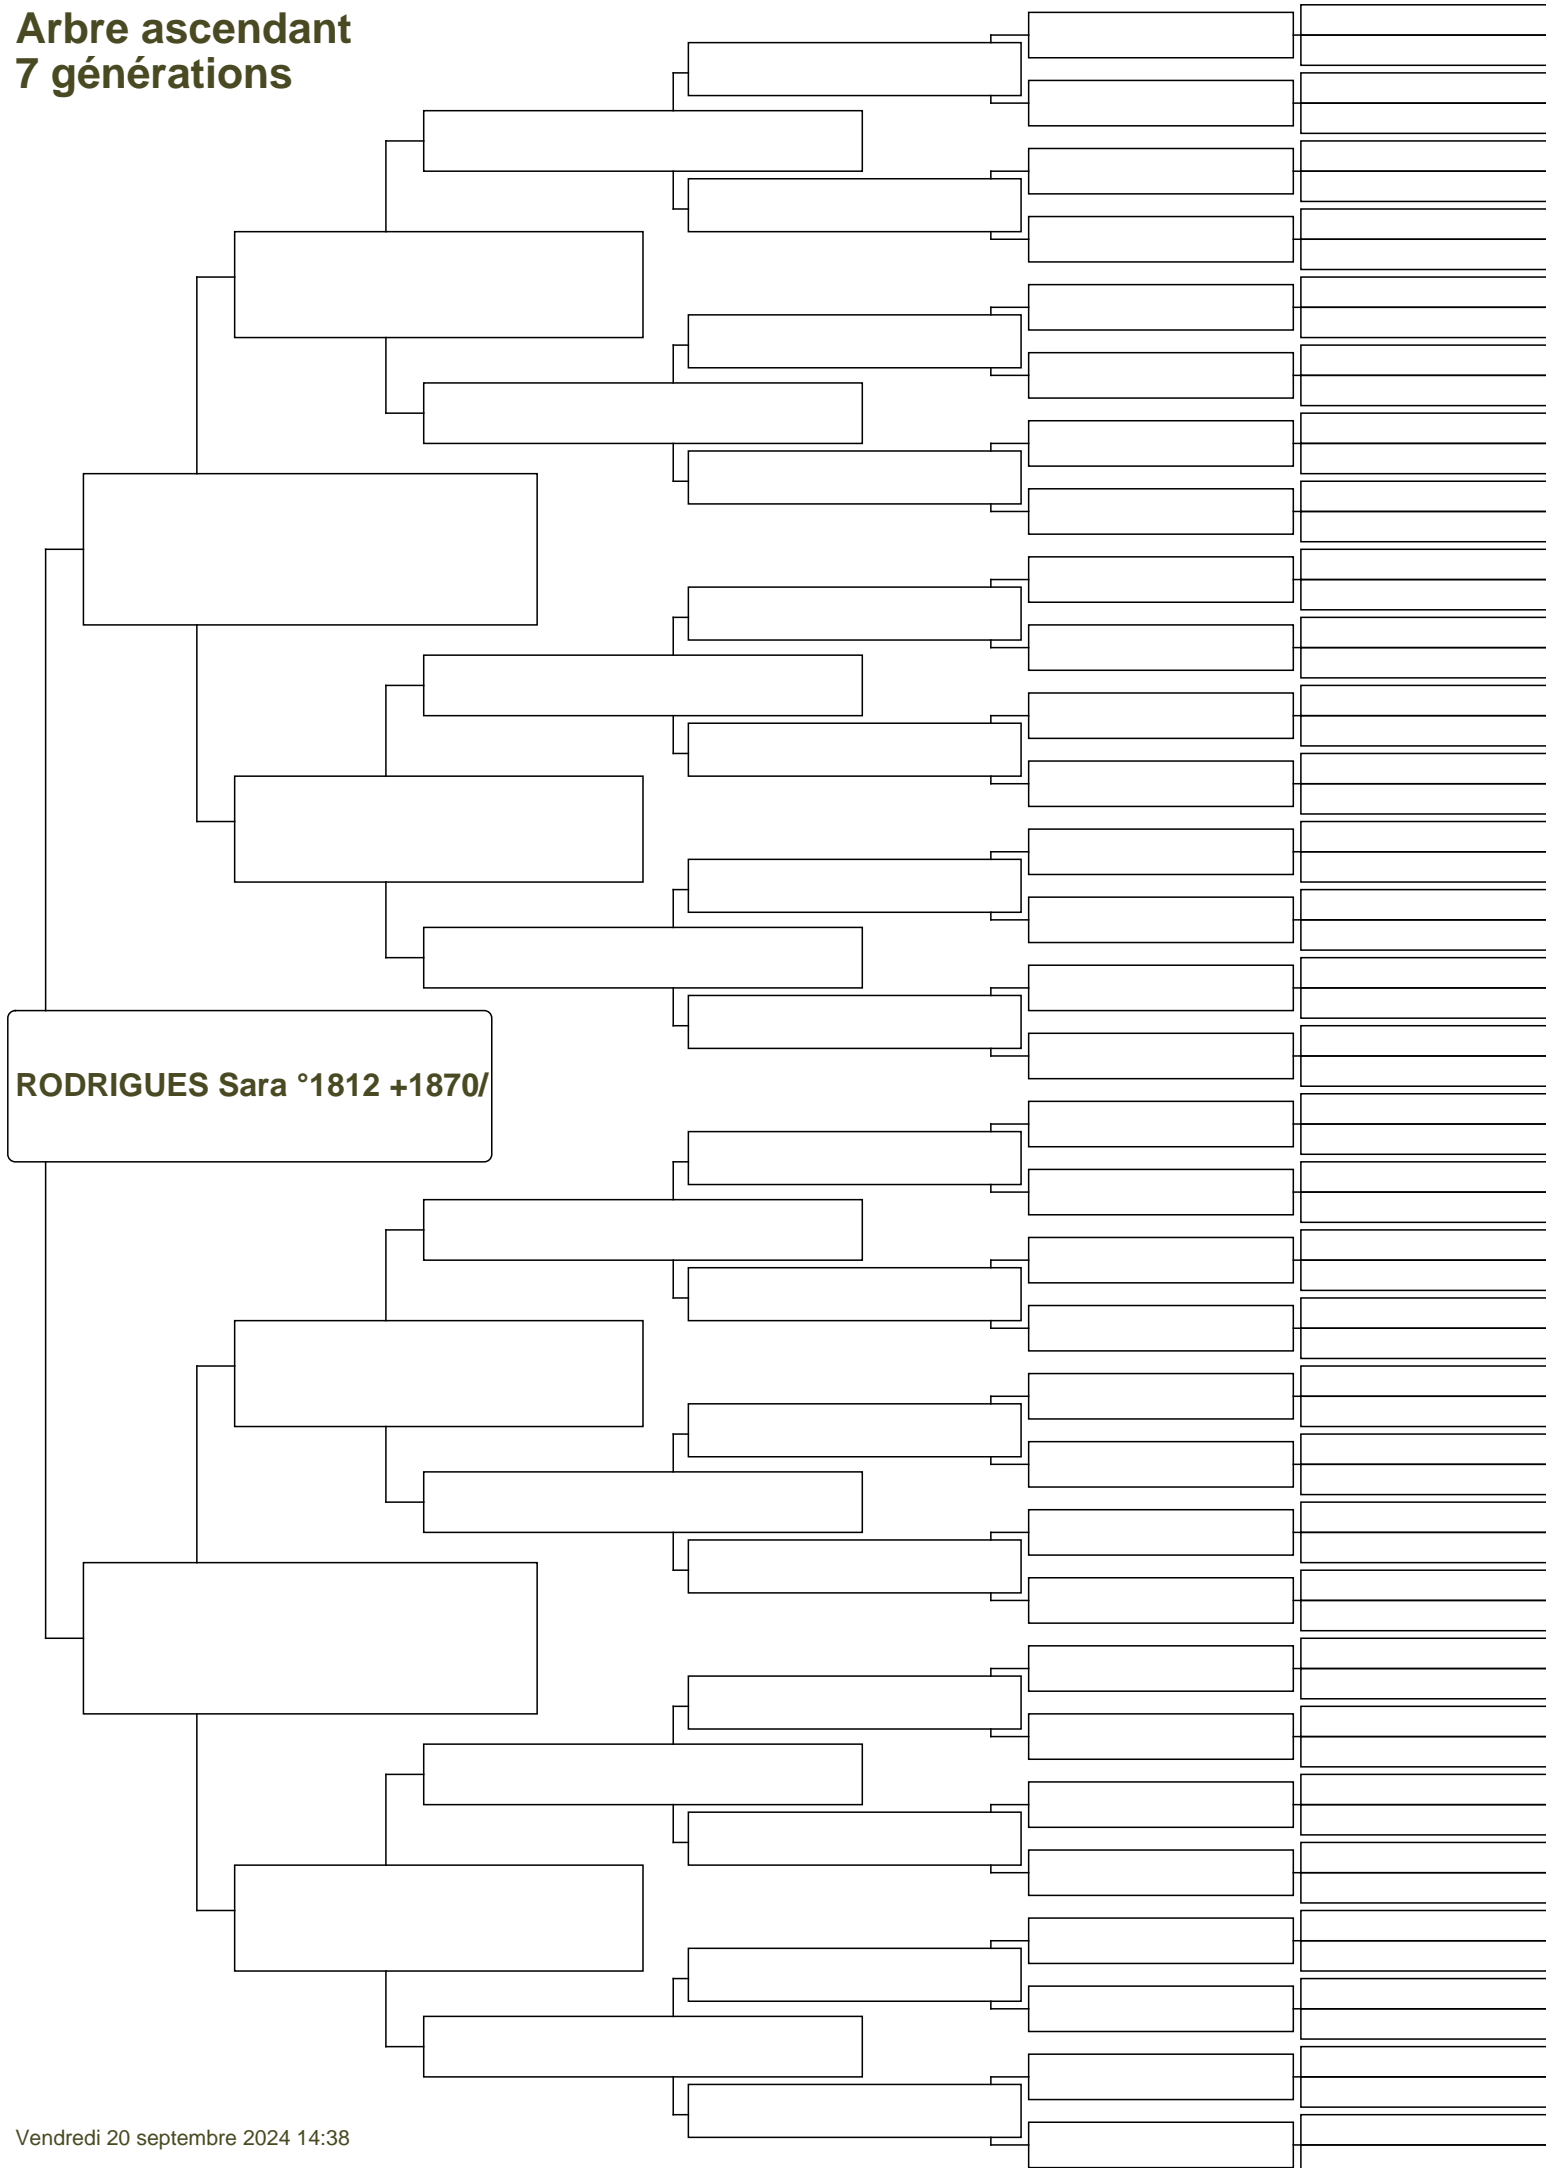 Arbre ascendant
7 générations
RODRIGUES Sara °1812 +1870/
Vendredi 20 septembre 2024 14:38